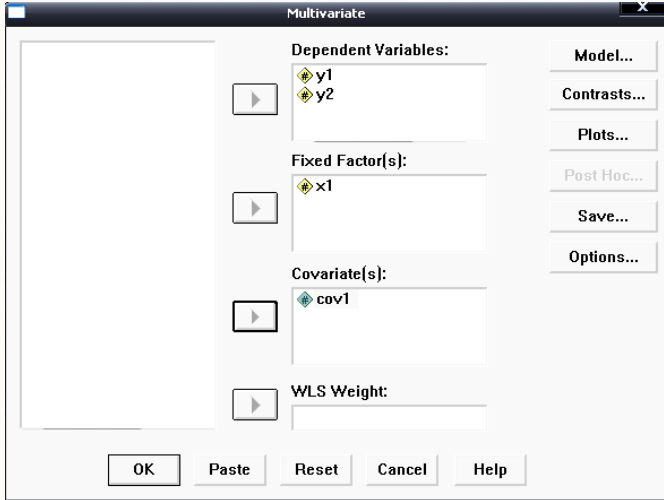 Multivariate
X
Dependent Variables:
# y1
# y2
Fixed Factor(s):
# x1
Covariate(s):
# cov1
WLS Weight:
Model...
Contrasts...
Plots...
Post Hoc...
Save...
Options...
OK
Paste
Reset
Cancel
Help